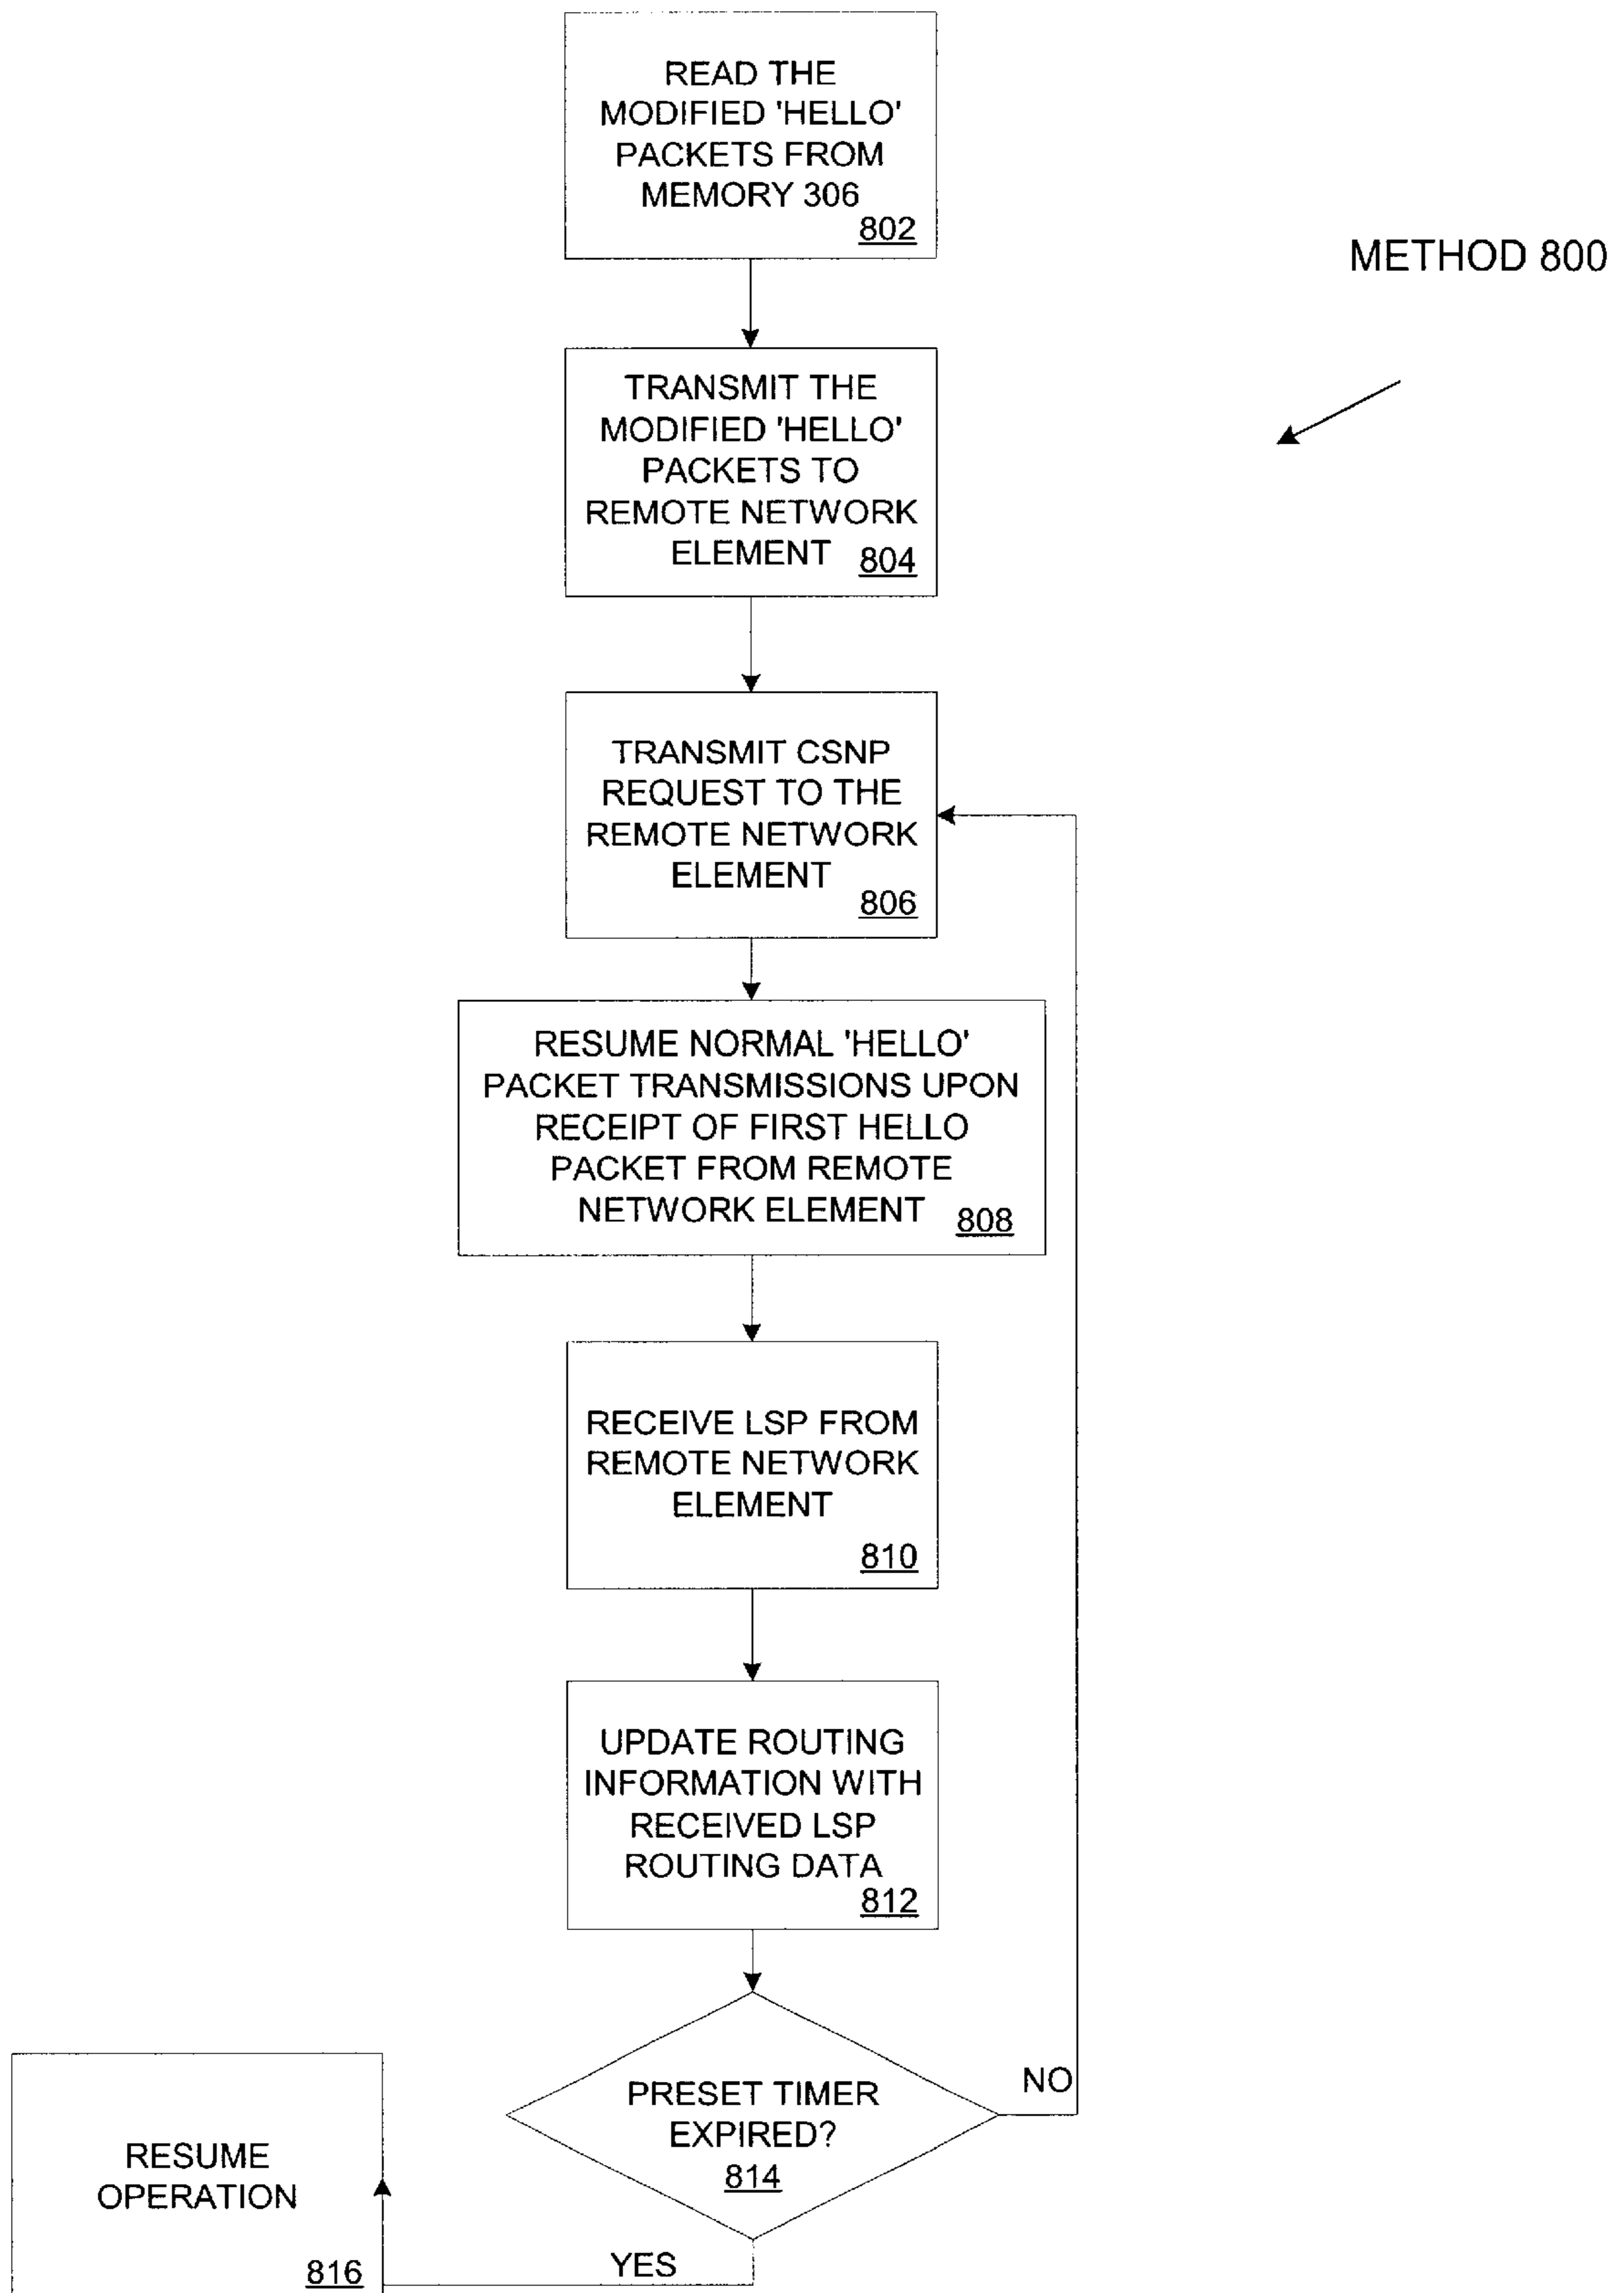 READ THE
MODIFIED 'HELLO'
PACKETS FROM
MEMORY 306
802
METHOD 800
TRANSMIT THE
MODIFIED 'HELLO'
PACKETS TO
REMOTE NETWORK
ELEMENT 804
TRANSMIT CSNP
REQUEST TO THE
REMOTE NETWORK
ELEMENT
806
RESUME NORMAL 'HELLO'
PACKET TRANSMISSIONS UPON
RECEIPT OF FIRST HELLO
PACKET FROM REMOTE
NETWORK ELEMENT 808
RECEIVE LSP FROM
REMOTE NETWORK
ELEMENT
810
UPDATE ROUTING
INFORMATION WITH
RECEIVED LSP
ROUTING DATA
812
PRESET TIMER
EXPIRED?
814
NO
YES
RESUME
OPERATION
816